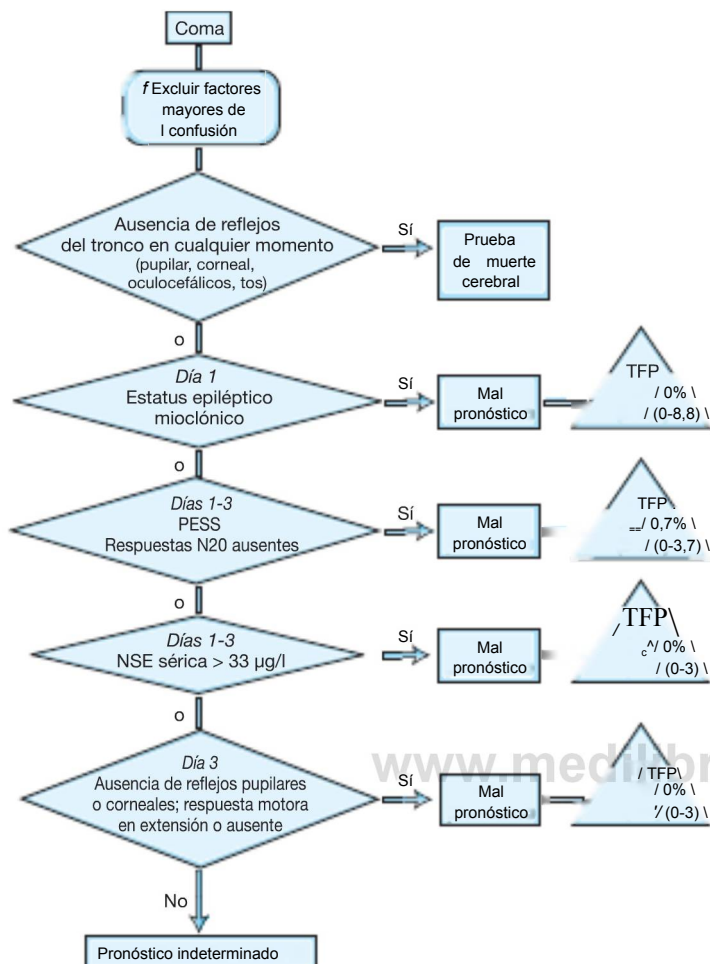 Coma
f Excluir factores
mayores de
l confusión
Ausencia de reflejos
del tronco en cualquier momento
(pupilar, corneal,
oculocefálicos, tos)
Sí
Prueba
de muerte
cerebral
o
Día 1
Estatus epiléptico
mioclónico
Sí
Mal
pronóstico
TFP
/ 0% \
/ (0-8,8) \
o
Días 1-3
PESS
Respuestas N20 ausentes
Sí
Mal
pronóstico
TFP
==/ 0,7% \
/ (0-3,7) \
o
Días 1-3
NSE sérica > 33 µg/l
Sí
Mal
pronóstico
/TFP\
c^/ 0% \
/ (0-3) \
o
Día 3
Ausencia de reflejos pupilares
o corneales; respuesta motora
en extensión o ausente
Sí
Mal
pronóstico
/ TFP\
/ 0% \
'/ (0-3) \
www.medilibr
No
Pronóstico indeterminado